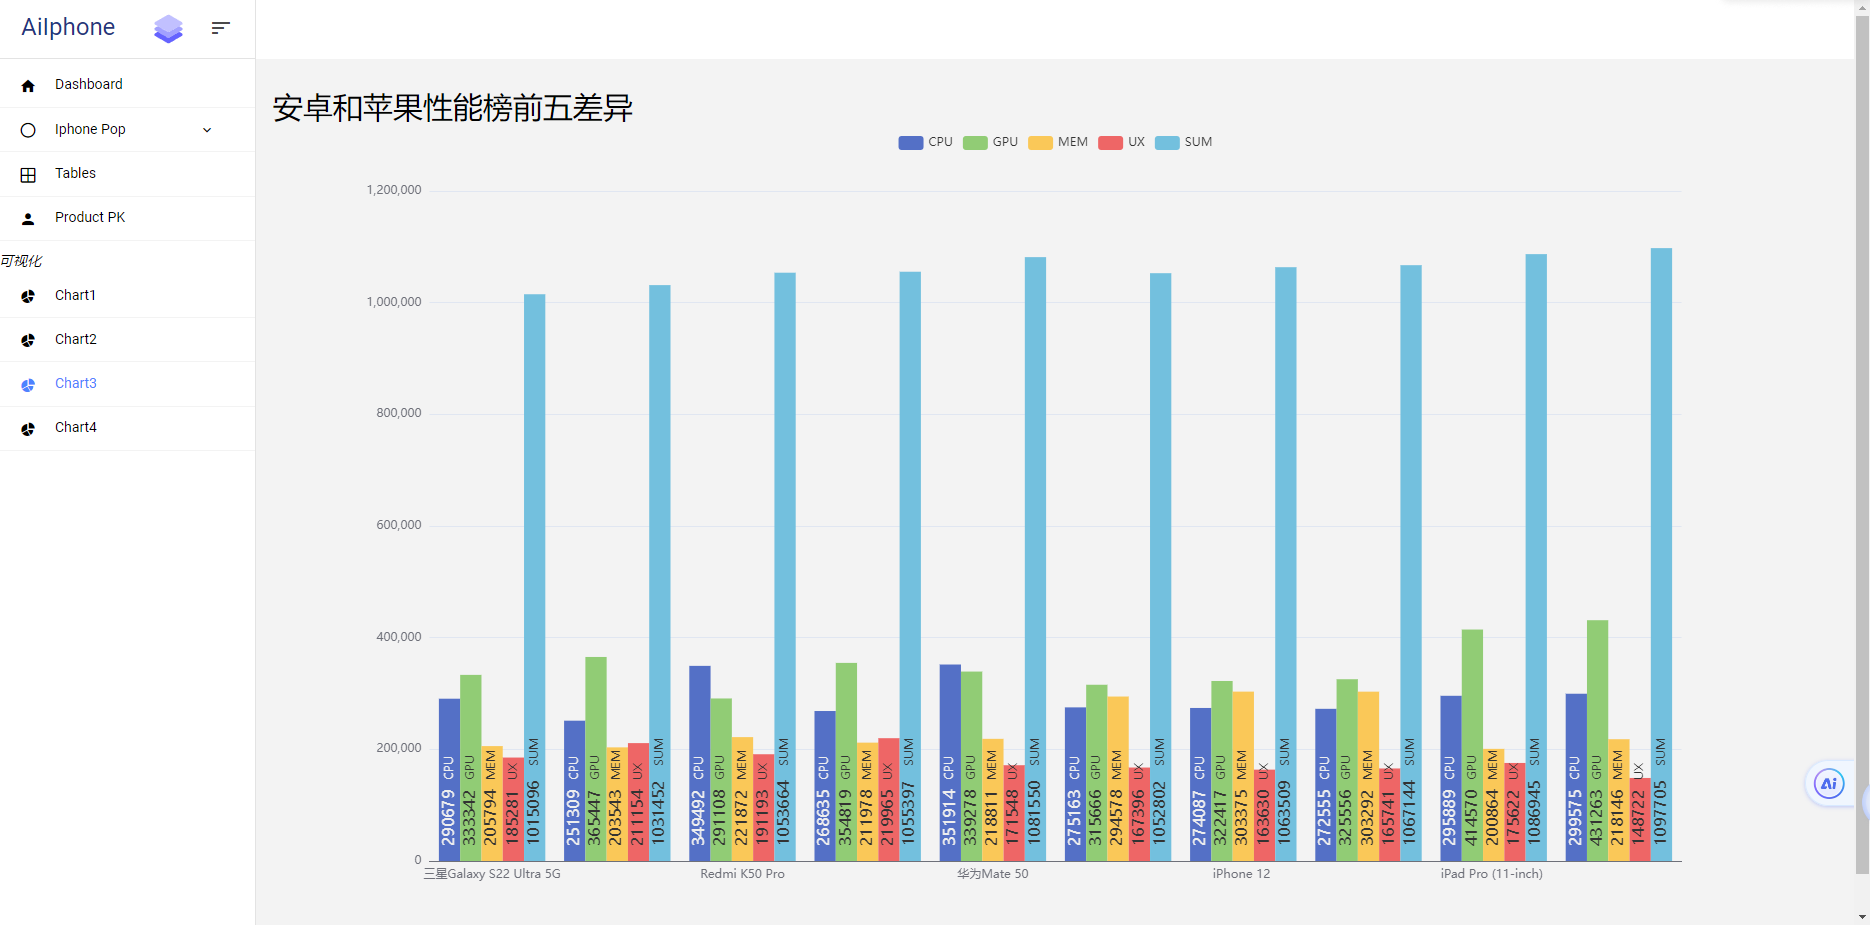 AiIphone
Dashboard
Iphone Pop
Tables
Product PK
可视化
Chart1
Chart2
Chart3
Chart4
安卓和苹果性能榜前五差异
CPU GPU MEM UX SUM
1,200,000
1,000,000
800,000
600,000
400,000
200,000
0
290679 CPU
333342 GPU
205794 MEM
185281 UX
1015096 SUM
251309 CPU
365447 GPU
203543 MEM
211154 UX
1031452 SUM
349492 CPU
291108 GPU
221872 MEM
191193 UX
1053664 SUM
268635 CPU
354819 GPU
211978 MEM
219965 UX
1055397 SUM
351914 CPU
339278 GPU
218811 MEM
171548 UX
1081550 SUM
275163 CPU
315666 GPU
294578 MEM
167396 UX
1052802 SUM
274087 CPU
322417 GPU
303375 MEM
163630 UX
1063509 SUM
272555 CPU
325556 GPU
303292 MEM
165741 UX
1067144 SUM
295889 CPU
414570 GPU
200864 MEM
175622 UX
1086945 SUM
299575 CPU
431263 GPU
218146 MEM
148722 UX
1097705 SUM
三星Galaxy S22 Ultra 5G
Redmi K50 Pro
华为Mate 50
iPhone 12
iPad Pro (11-inch)
Ai